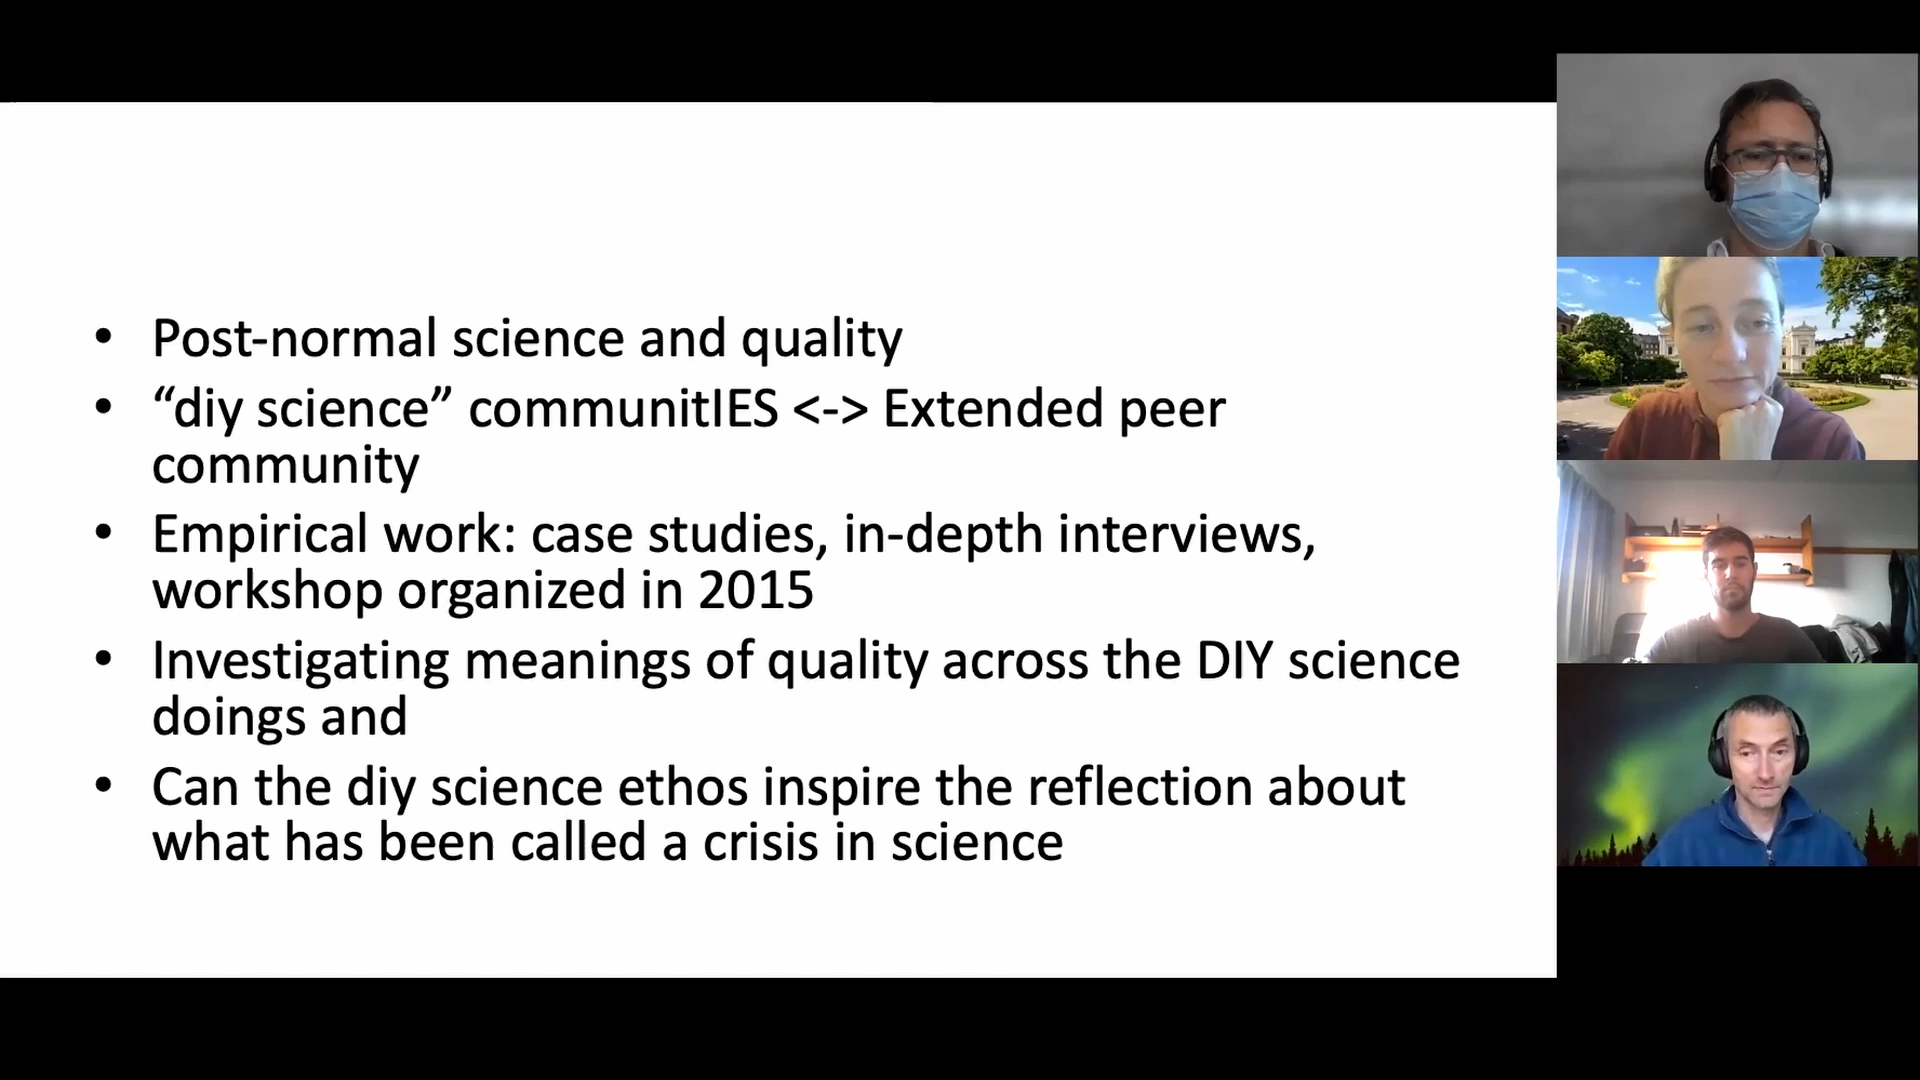 • Post-normal science and quality
• “diy science” communitIES <-> Extended peer
community
• Empirical work: case studies, in-depth interviews,
workshop organized in 2015
• Investigating meanings of quality across the DIY science
doings and
• Can the diy science ethos inspire the reflection about
what has been called a crisis in science